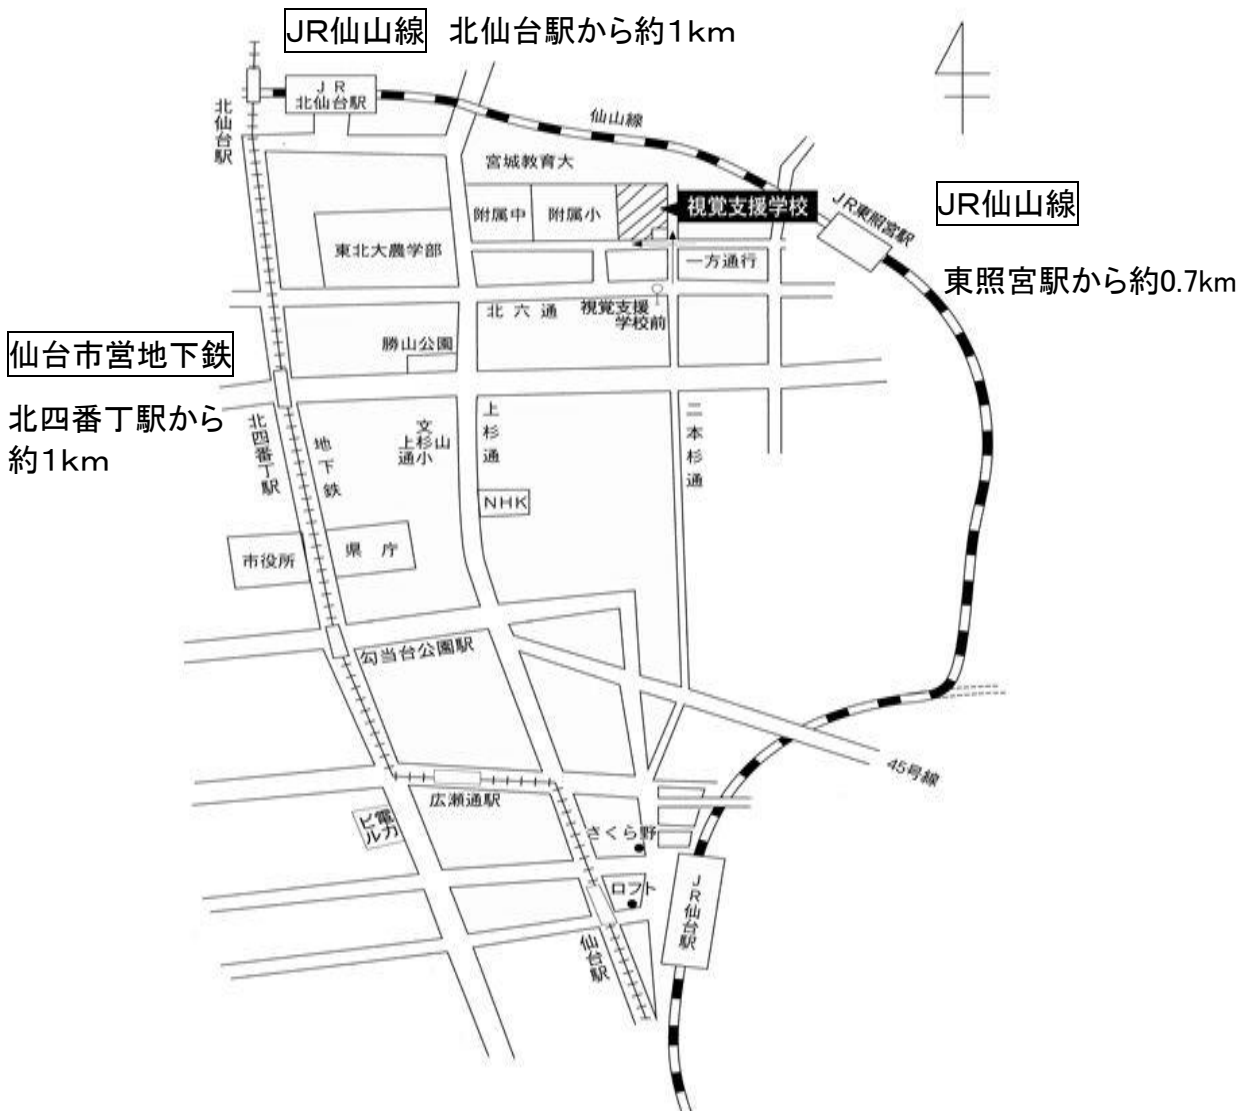 JR仙山線 北仙台駅から約1km
JR
北仙台駅
北仙台駅
仙山線
宮城教育大
附属中
附属小
視覚支援学校
JR東照宮駅
JR仙山線
東照宮駅から約0.7km
東北大農学部
一方通行
北六通
視覚支援
学校前
仙台市営地下鉄
北四番丁駅から
約1km
勝山公園
北四番丁駅
地下鉄
文
上杉山
通小
上杉通
二本杉通
NHK
市役所
県庁
勾当台公園駅
45号線
広瀬通駅
電力
ビル
さくら野
ロフト
JR仙台駅
仙台駅